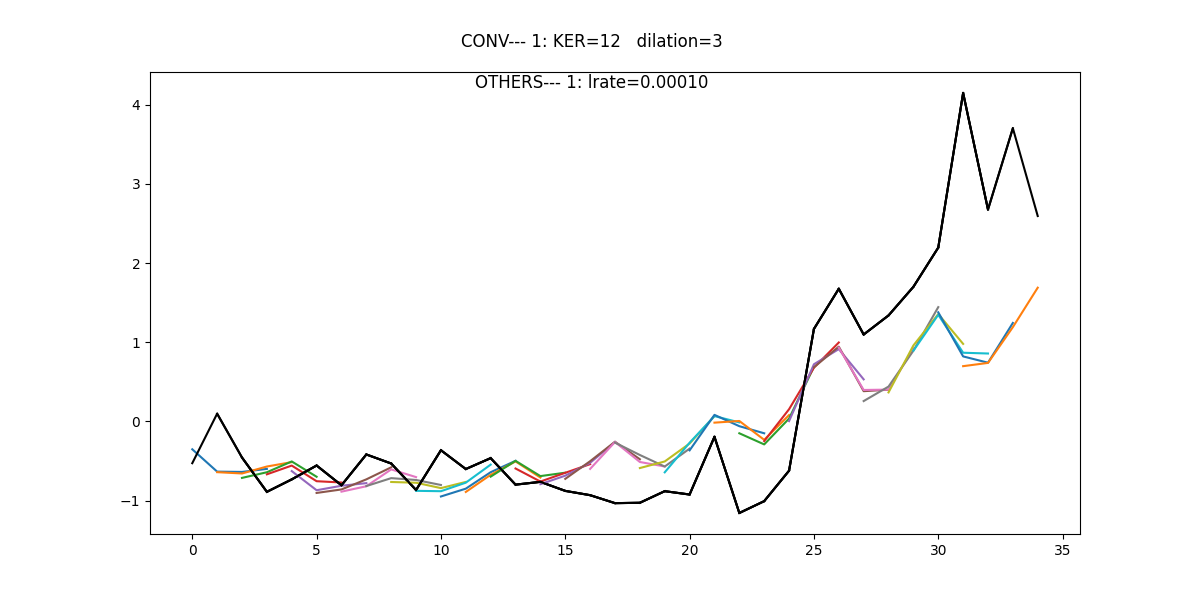 CONV--- 1: KER=12   dilation=3
OTHERS--- 1: lrate=0.00010
4
3
2
1
0
−1
0 5 10 15 20 25 30 35